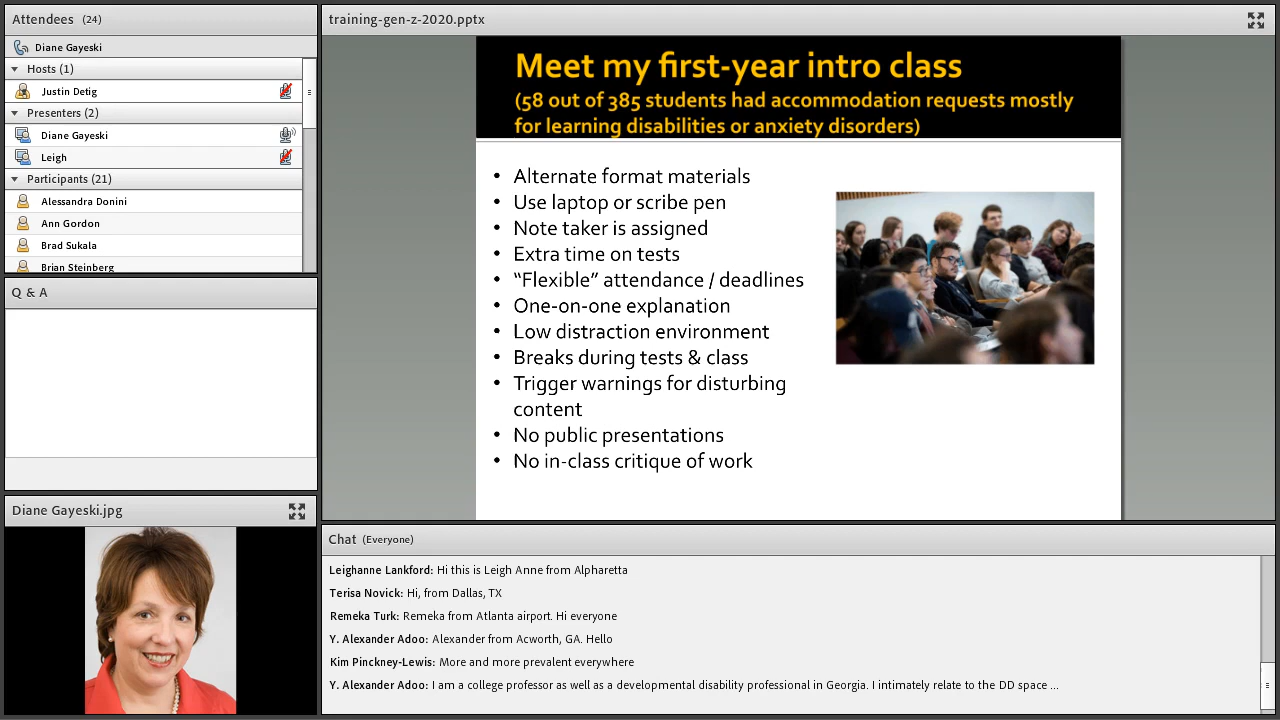 Attendees (24)
Diane Gayeski
Hosts (1)
Justin Detig
Presenters (2)
Diane Gayeski
Leigh
Participants (21)
Alessandra Donini
Ann Gordon
Brad Sukala
Brian Steinberg
Q & A
Diane Gayeski.jpg
training-gen-z-2020.pptx
Meet my first-year intro class
(58 out of 385 students had accommodation requests mostly
for learning disabilities or anxiety disorders)
• Alternate format materials
• Use laptop or scribe pen
• Note taker is assigned
• Extra time on tests
• “Flexible” attendance / deadlines
• One-on-one explanation
• Low distraction environment
• Breaks during tests & class
• Trigger warnings for disturbing
content
• No public presentations
• No in-class critique of work
Chat (Everyone)
Leighanne Lankford: Hi this is Leigh Anne from Alpharetta
Terisa Novick: Hi, from Dallas, TX
Remeka Turk: Remeka from Atlanta airport. Hi everyone
Y. Alexander Adoo: Alexander from Acworth, GA. Hello
Kim Pinckney-Lewis: More and more prevalent everywhere
Y. Alexander Adoo: I am a college professor as well as a developmental disability professional in Georgia. I intimately relate to the DD space ...